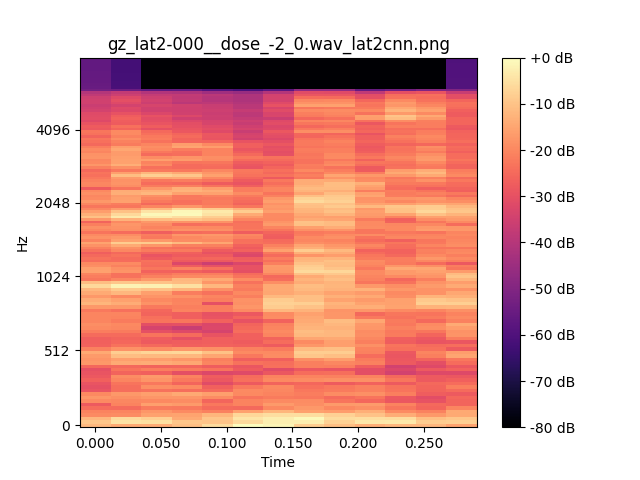 gz_lat2-000__dose_-2_0.wav_lat2cnn.png
Hz
4096
2048
1024
512
0
0.000 0.050 0.100 0.150 0.200 0.250
Time
+0 dB
-10 dB
-20 dB
-30 dB
-40 dB
-50 dB
-60 dB
-70 dB
-80 dB